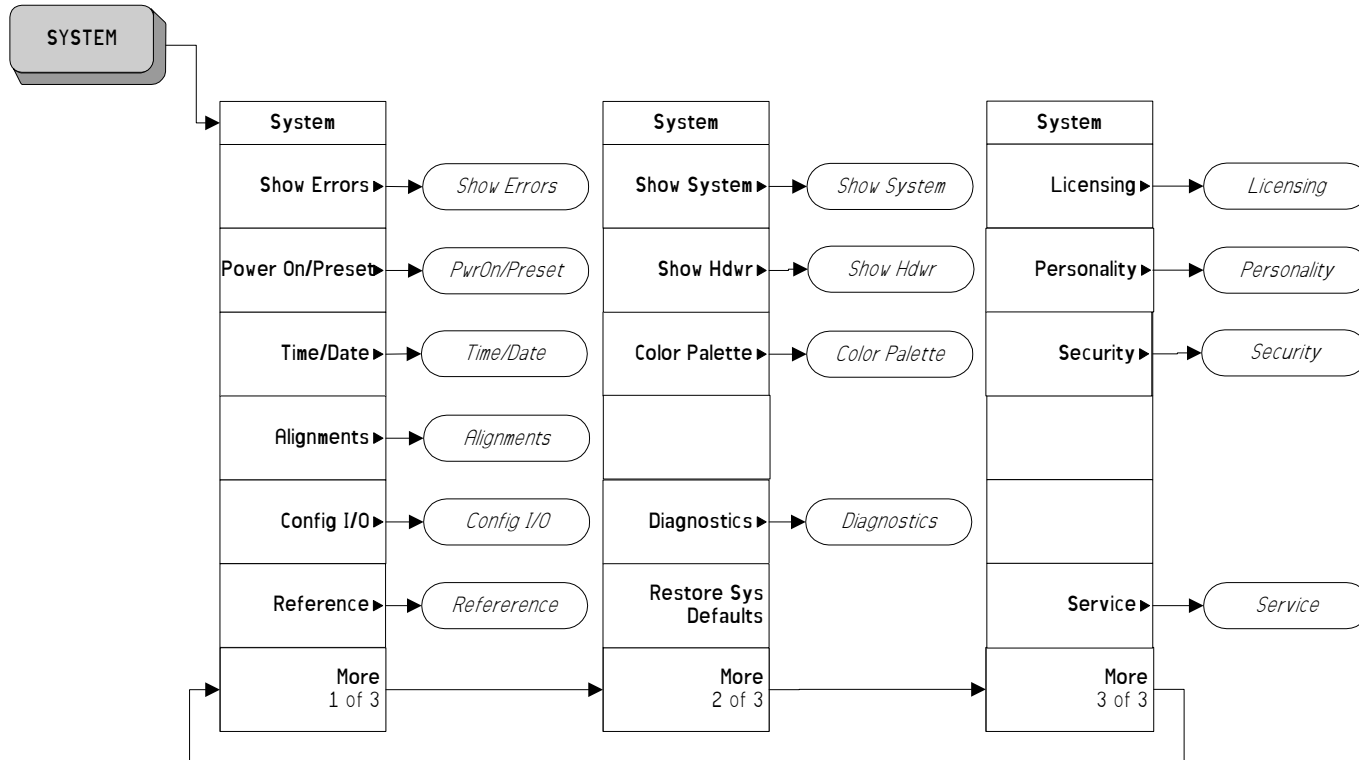 SYSTEM
System
Show Errors
Show Errors
Power On/Preset
PwrOn/Preset
Time/Date
Time/Date
Alignments
Alignments
Config I/O
Config I/O
Reference
Refererence
More
1 of 3
System
Show System
Show System
Show Hdwr
Show Hdwr
Color Palette
Color Palette
Diagnostics
Diagnostics
Restore Sys
Defaults
More
2 of 3
System
Licensing
Licensing
Personality
Personality
Security
Security
Service
Service
More
3 of 3